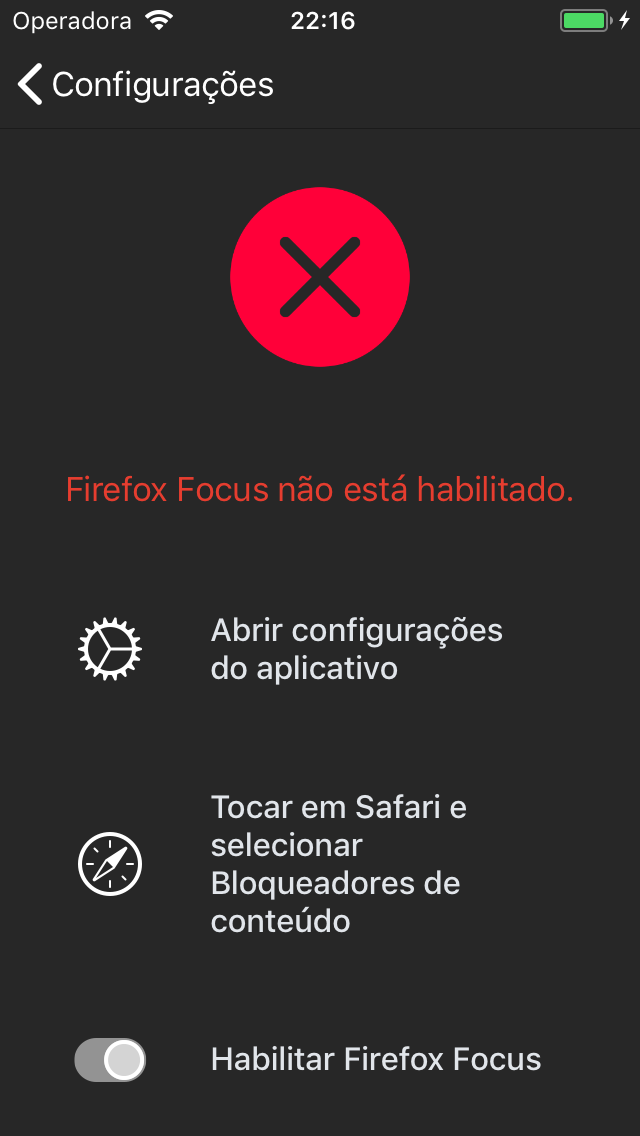 Operadora 22:16
Configurações
Firefox Focus não está habilitado.
Abrir configurações
do aplicativo
Tocar em Safari e
selecionar
Bloqueadores de
conteúdo
Habilitar Firefox Focus